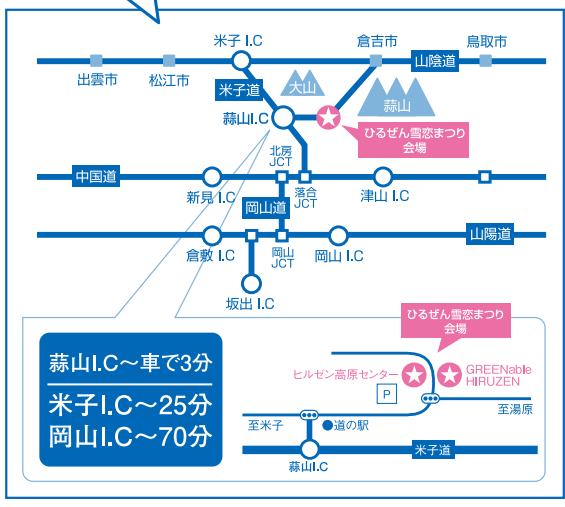 米子 I.C
倉吉市
鳥取市
山陰道
出雲市
松江市
米子道
大山
蒜山
蒜山I.C
ひるぜん雪恋まつり
会場
北房
JCT
中国道
新見 I.C
落合
JCT
津山 I.C
岡山道
山陽道
倉敷 I.C
岡山
JCT
岡山 I.C
坂出 I.C
蒜山I.C～車で3分
米子I.C～25分
岡山I.C～70分
ひるぜん雪恋まつり
会場
ヒルゼン高原センター
GREENable
HIRUZEN
P
至湯原
至米子
●道の駅
米子道
蒜山I.C